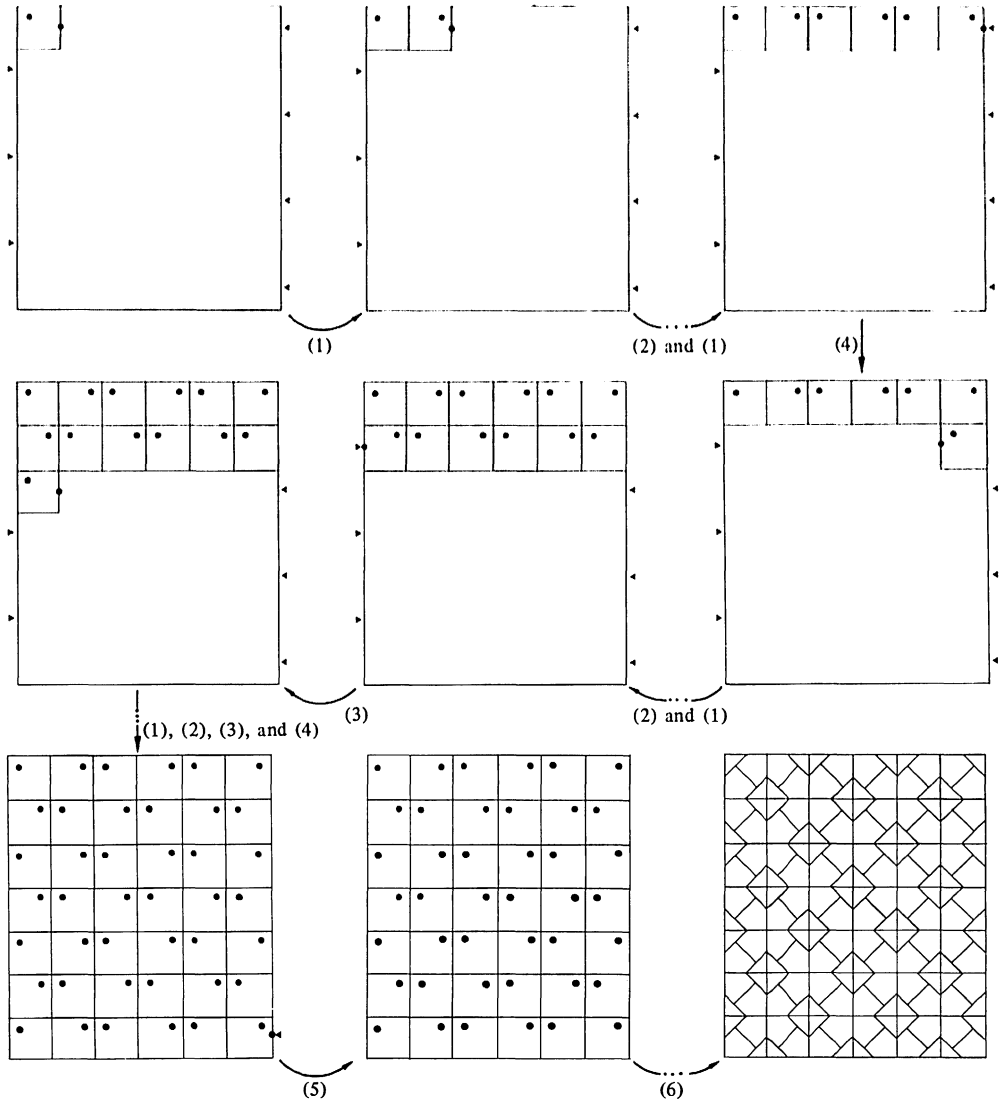 (1)
(2) and (1)
(4)
(3)
(2) and (1)
(1), (2), (3), and (4)
(5)
(6)